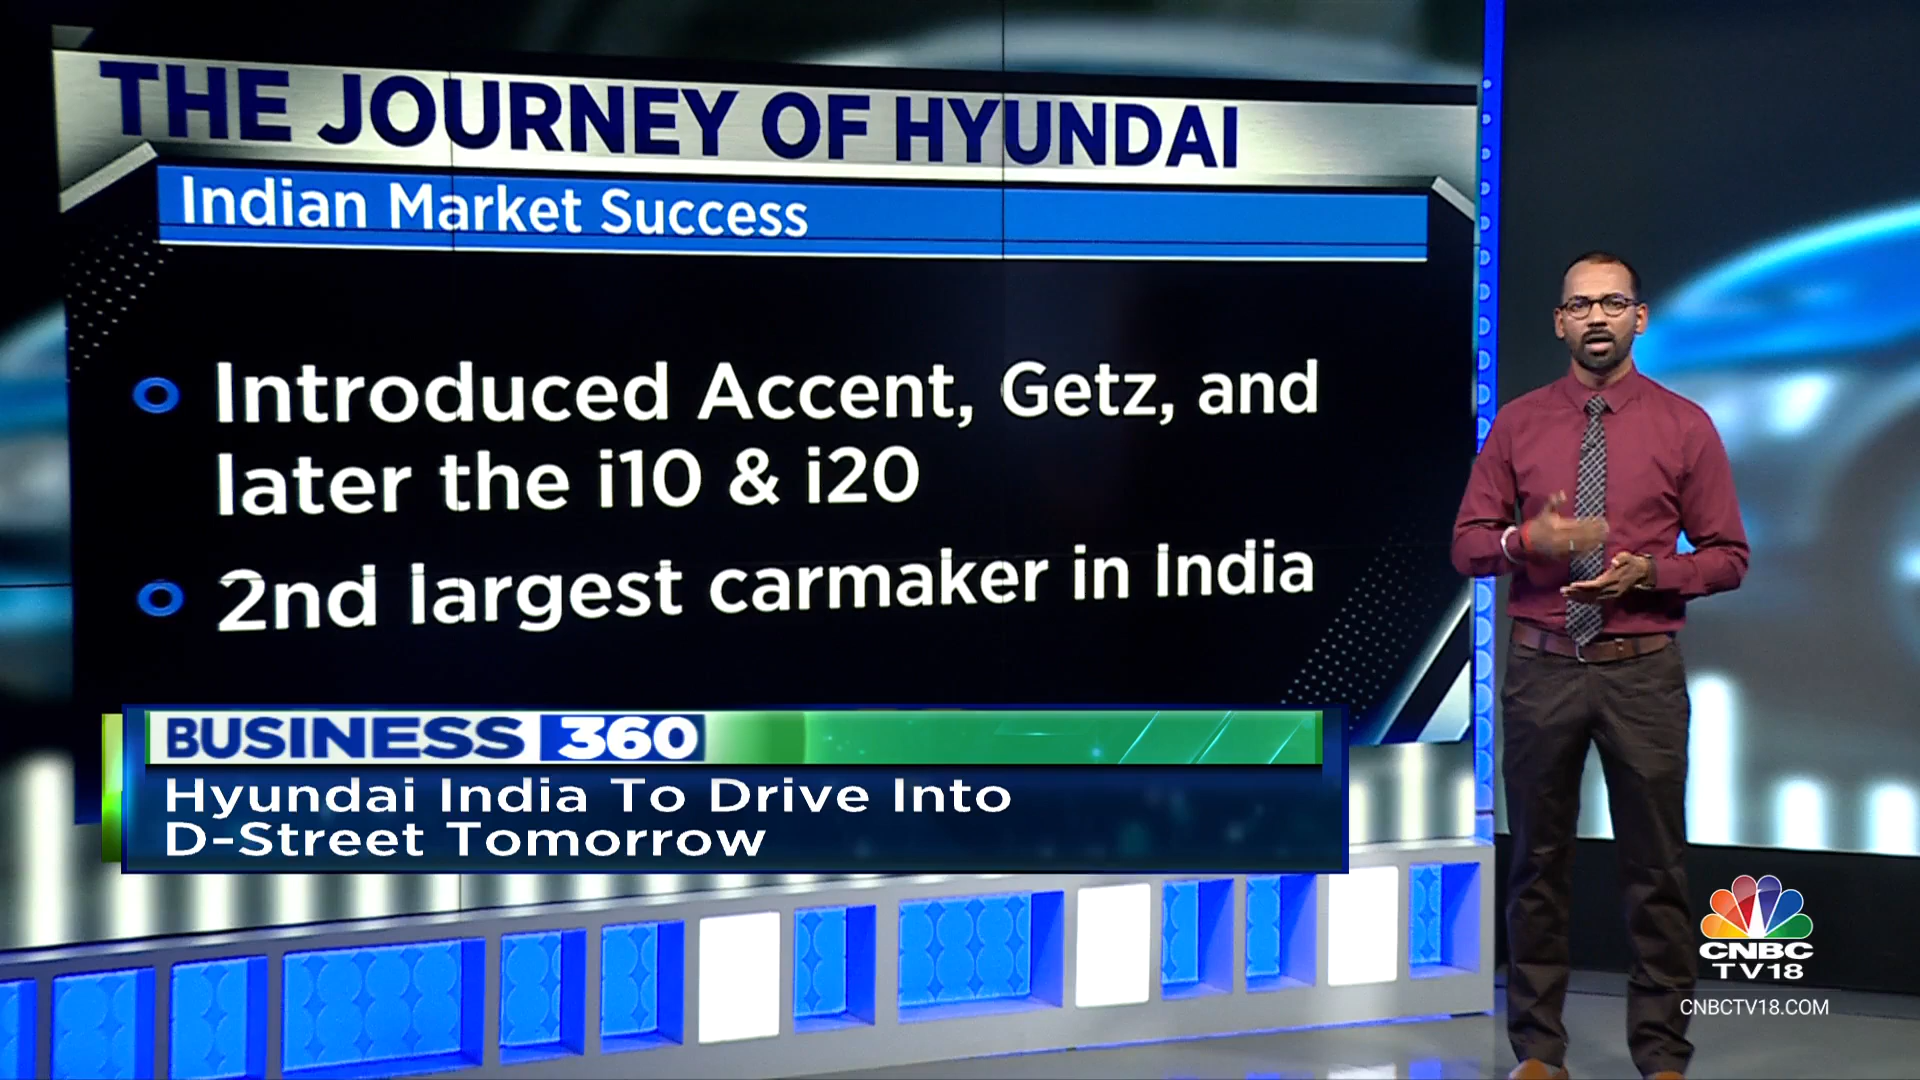 THE JOURNEY OF HYUNDAI
Indian Market Success
Introduced Accent, Getz, and
later the i10 & i20
2nd largest carmaker in India
BUSINESS 360
Hyundai India To Drive Into
D-Street Tomorrow
CNBC
TV18
CNBCTV18.COM